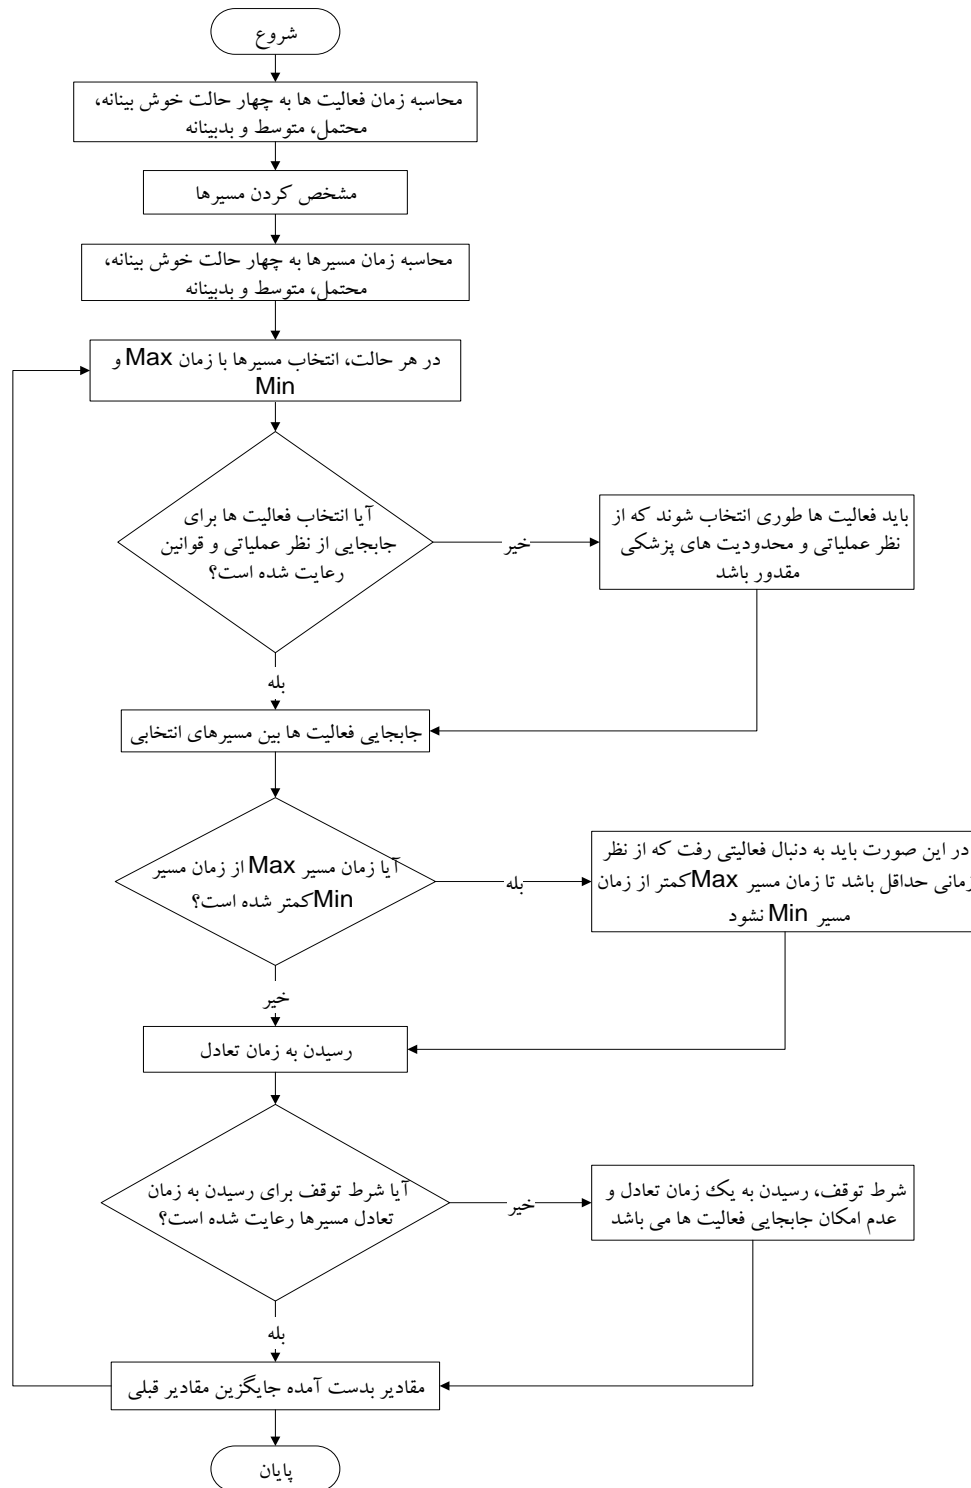 شروع
محاسبه زمان فعالیت ها به چهار حالت خوش بینانه،
محتمل، متوسط و بدبینانه
مشخص کردن مسیرها
محاسبه زمان مسیرها به چهار حالت خوش بینانه،
محتمل، متوسط و بدبینانه
در هر حالت، انتخاب مسیرها با زمان Max و
Min
آیا انتخاب فعالیت ها برای
جابجایی از نظر عملیاتی و قوانین
رعایت شده است؟
خیر
باید فعالیت ها طوری انتخاب شوند که از
نظر عملیاتی و محدودیت های پزشکی
مقدور باشد
بله
جابجایی فعالیت ها بین مسیرهای انتخابی
آیا زمان مسیر Max از زمان مسیر
Min کمتر شده است؟
بله
در این صورت باید به دنبال فعالیتی رفت که از نظر
زمانی حداقل باشد تا زمان مسیر Max کمتر از زمان
مسیر Min نشود
خیر
رسیدن به زمان تعادل
آیا شرط توقف برای رسیدن به زمان
تعادل مسیرها رعایت شده است؟
خیر
شرط توقف، رسیدن به یک زمان تعادل و
عدم امکان جابجایی فعالیت ها می باشد
بله
مقادیر بدست آمده جایگزین مقادیر قبلی
پایان